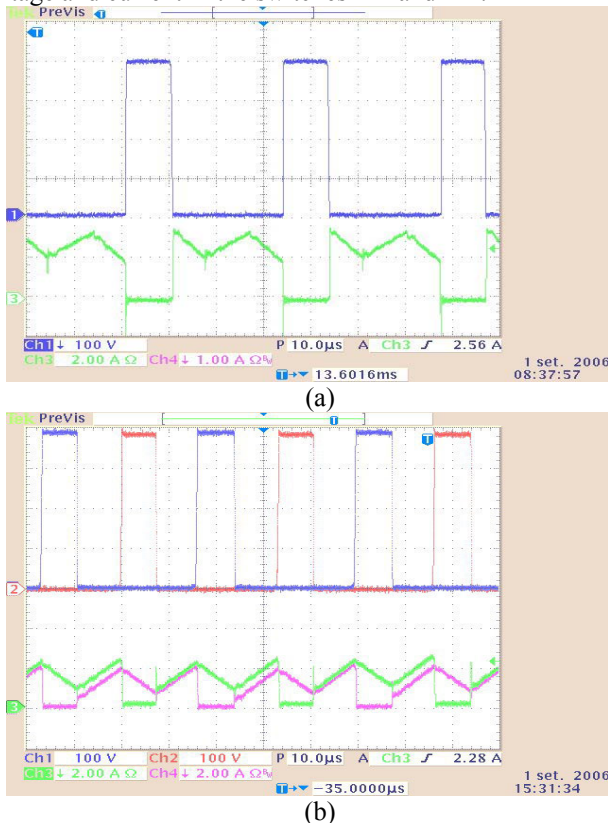 PreVis
1
3
Ch1 ↓ 100 V P 10.0µs A Ch3 ∫ 2.56 A
Ch3 2.00 A Ω Ch4 ↓ 1.00 A Ω
13.6016ms
1 set. 2006
08:37:57
(a)
PreVis
T
2
3
Ch1 100 V Ch2 100 V P 10.0µs A Ch3 ∫ 2.28 A
Ch3 ↓ 2.00 A Ω Ch4 ↓ 2.00 A Ω
T→▼ −35.0000µs
1 set. 2006
15:31:34
(b)